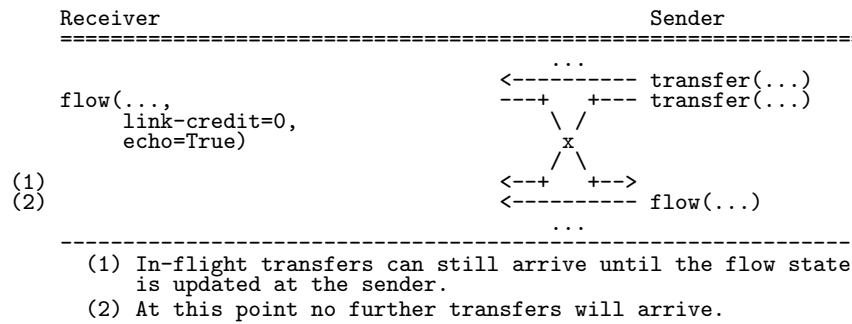 Receiver                                        Sender
===============================================================
                                        ...
                                   <---------- transfer(...)
flow(...,                          ---+   +--- transfer(...)
     link-credit=0,                    \ /
     echo=True)                         x
                                       / \
(1)                                <--+   +-->
(2)                                <---------- flow(...)
                                        ...
---------------------------------------------------------------
(1) In-flight transfers can still arrive until the flow state
is updated at the sender.
(2) At this point no further transfers will arrive.